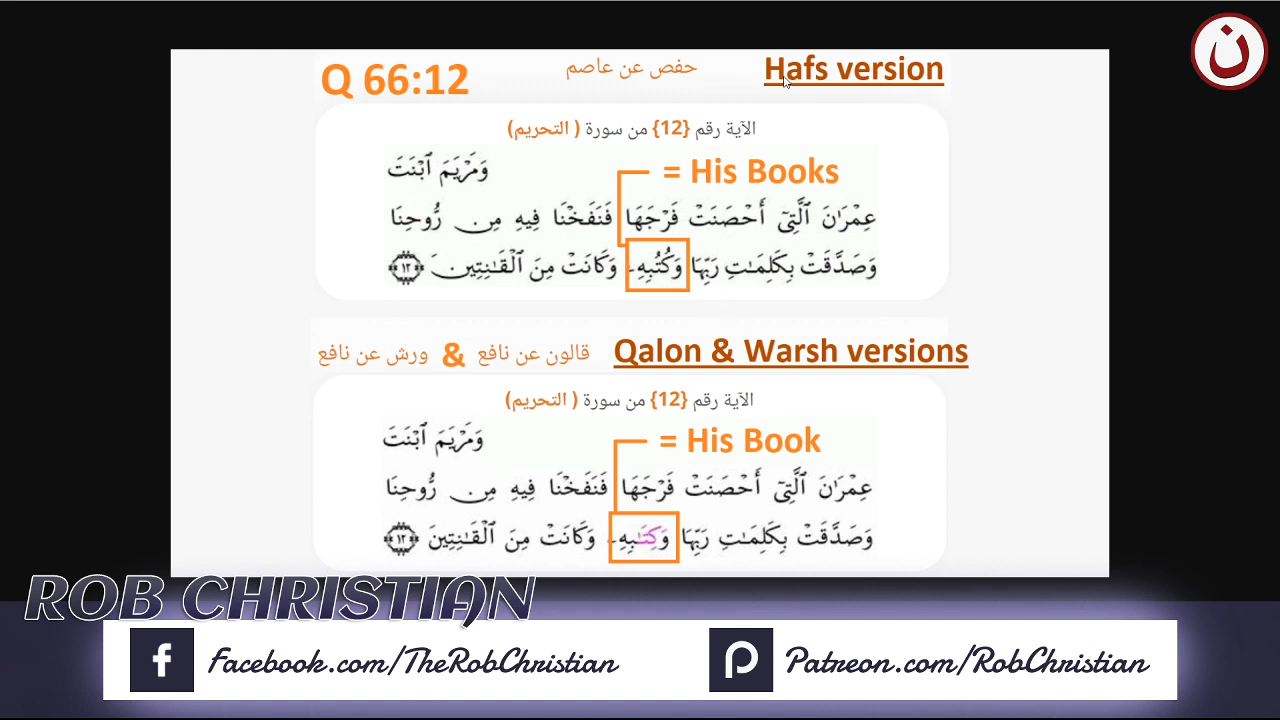 ن
Q 66:12 حفص عن عاصم Hafs version
الآية رقم {12} من سورة ( التحريم)
وَمَرْيَمَ ٱبْنَتَ
= His Books
عِمْرَٰنَ ٱلَّتِىٓ أَحْصَنَتْ فَرْجَهَا فَنَفَخْنَا فِيهِ مِن رُّوحِنَا
وَصَدَّقَتْ بِكَلِمَٰتِ رَبِّهَا وَكُتُبِهِۦ وَكَانَتْ مِنَ ٱلْقَٰنِتِينَ ١٢
ورش عن نافع & قالون عن نافع Qalon & Warsh versions
الآية رقم {12} من سورة ( التحريم)
وَمَرْيَمَ ٱبْنَتَ
= His Book
عِمْرَٰنَ ٱلَّتِىٓ أَحْصَنَتْ فَرْجَهَا فَنَفَخْنَا فِيهِ مِن رُّوحِنَا
وَصَدَّقَتْ بِكَلِمَٰتِ رَبِّهَا وَكِتَٰبِهِۦ وَكَانَتْ مِنَ ٱلْقَٰنِتِينَ ١٢
ROB CHRISTIAN
f Facebook.com/TheRobChristian
Patreon.com/RobChristian